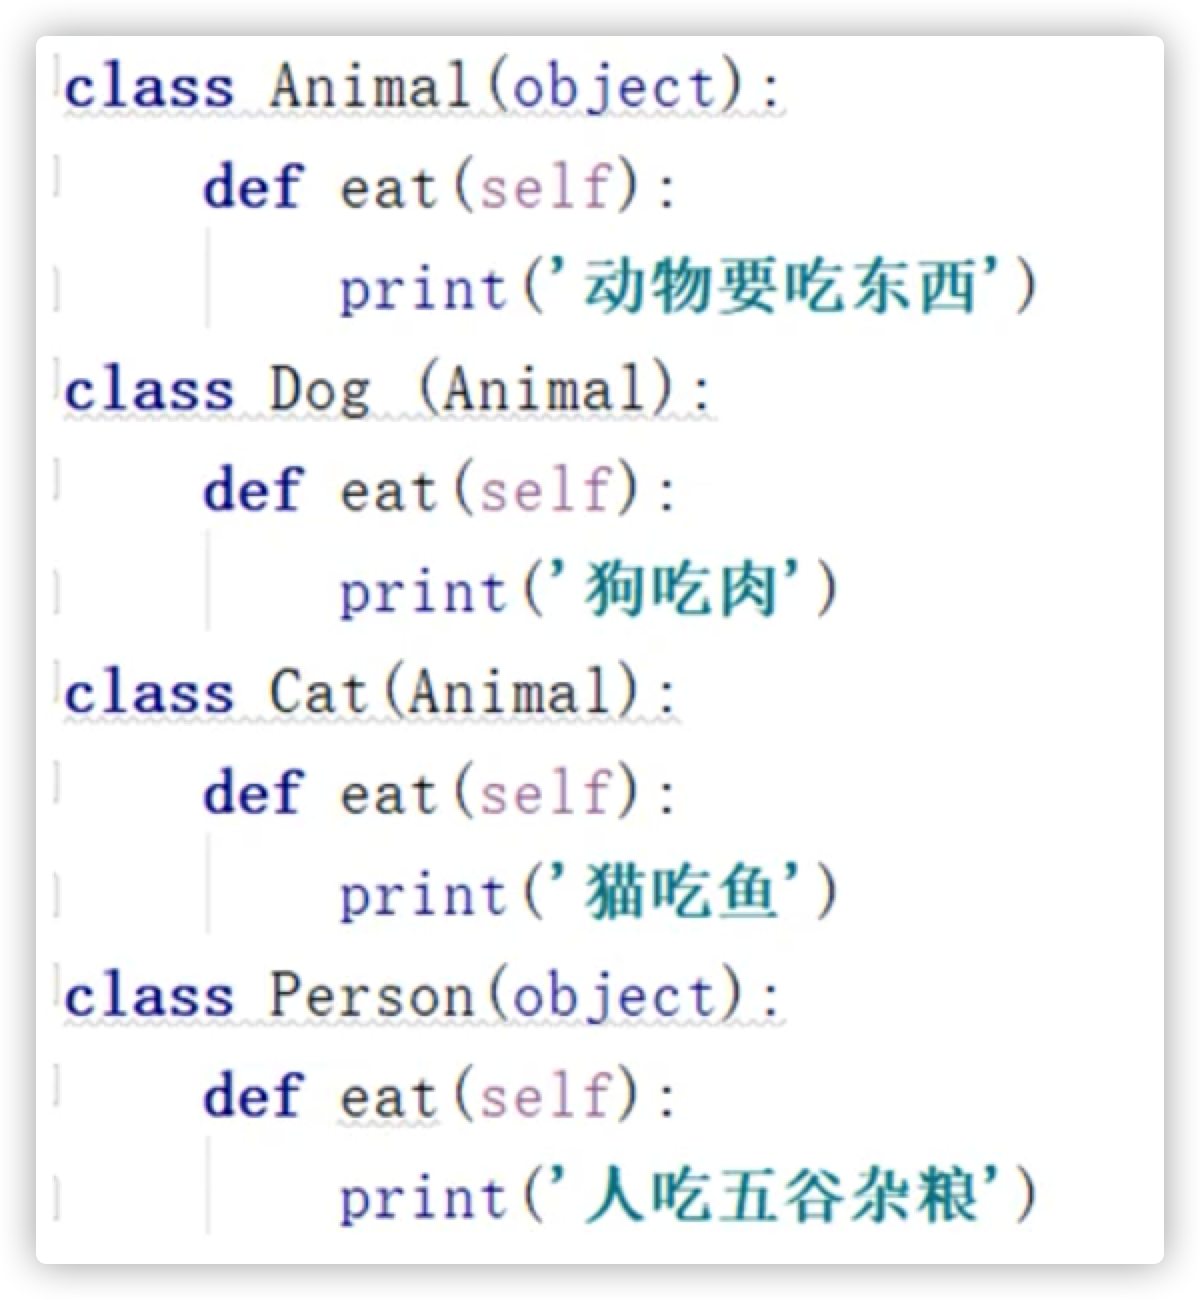 class Animal(object):
    def eat(self):
        print('动物要吃东西')
class Dog (Animal):
    def eat(self):
        print('狗吃肉')
class Cat(Animal):
    def eat(self):
        print('猫吃鱼')
class Person(object):
    def eat(self):
        print('人吃五谷杂粮')